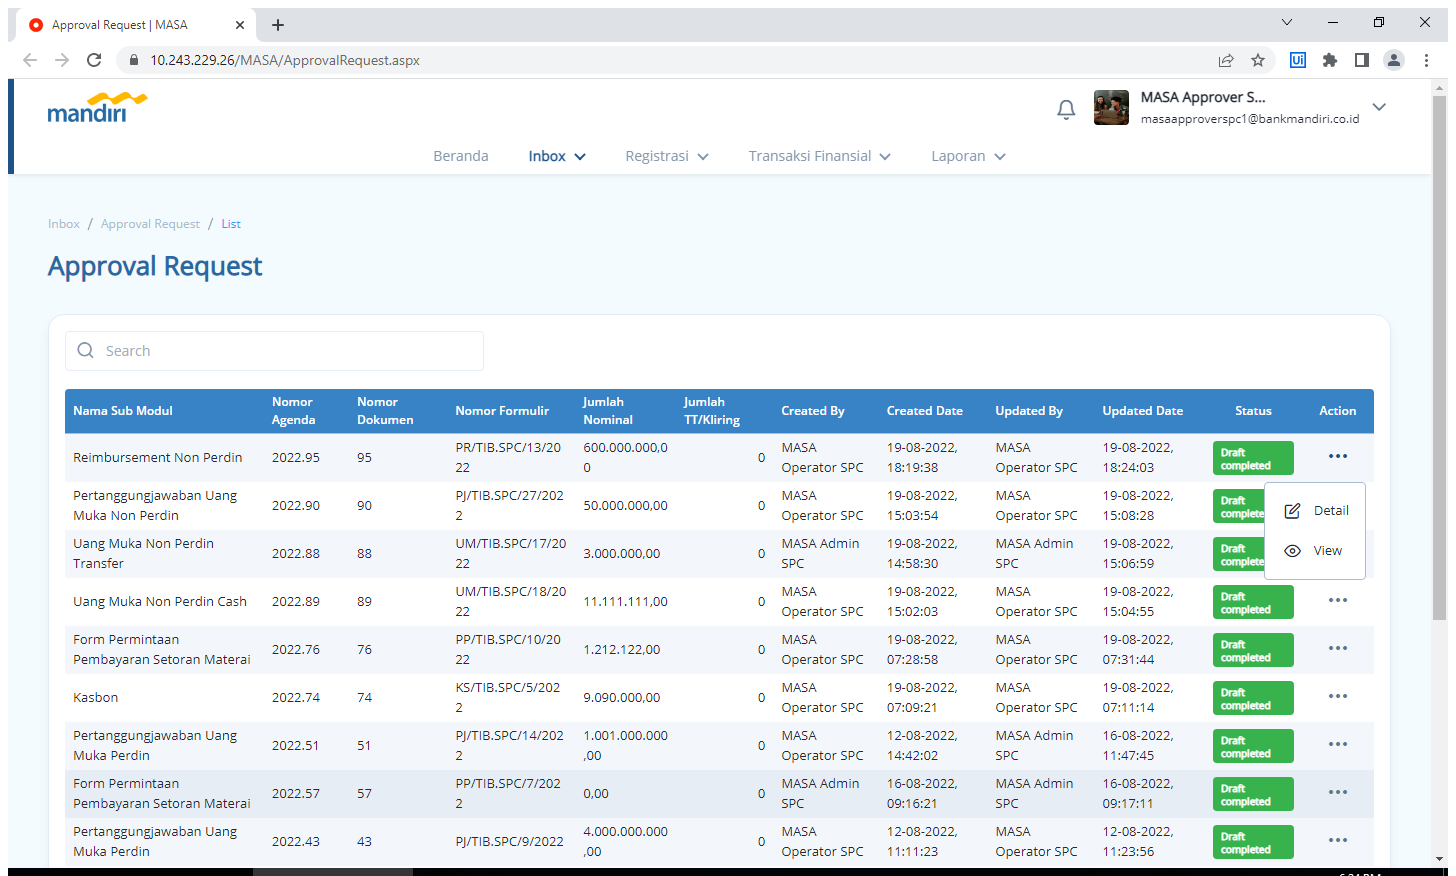 Approval Request | MASA
10.243.229.26/MASA/ApprovalRequest.aspx
Ui
mandiri
MASA Approver S...
masaapproverspc1@bankmandiri.co.id
Beranda Inbox Registrasi Transaksi Finansial Laporan
Inbox / Approval Request / List
Approval Request
Search
Nama Sub Modul Nomor Agenda Nomor Dokumen Nomor Formulir Jumlah Nominal Jumlah TT/Kliring Created By Created Date Updated By Updated Date Status Action
Reimbursement Non Perdin 2022.95 95 PR/TIB.SPC/13/2022 600.000.000,00 0 MASA Operator SPC 19-08-2022, 18:19:38 MASA Operator SPC 19-08-2022, 18:24:03 Draft completed
Pertanggungjawaban Uang Muka Non Perdin 2022.90 90 PJ/TIB.SPC/27/2022 50.000.000,00 0 MASA Operator SPC 19-08-2022, 15:03:54 MASA Operator SPC 19-08-2022, 15:08:28 Draft complete
Detail
Uang Muka Non Perdin Transfer 2022.88 88 UM/TIB.SPC/17/2022 3.000.000,00 0 MASA Admin SPC 19-08-2022, 14:58:30 MASA Admin SPC 19-08-2022, 15:06:59 Draft complete
View
Uang Muka Non Perdin Cash 2022.89 89 UM/TIB.SPC/18/2022 11.111.111,00 0 MASA Operator SPC 19-08-2022, 15:02:03 MASA Operator SPC 19-08-2022, 15:04:55 Draft completed
Form Permintaan Pembayaran Setoran Materai 2022.76 76 PP/TIB.SPC/10/2022 1.212.122,00 0 MASA Operator SPC 19-08-2022, 07:28:58 MASA Operator SPC 19-08-2022, 07:31:44 Draft completed
Kasbon 2022.74 74 KS/TIB.SPC/5/2022 9.090.000,00 0 MASA Operator SPC 19-08-2022, 07:09:21 MASA Operator SPC 19-08-2022, 07:11:14 Draft completed
Pertanggungjawaban Uang Muka Perdin 2022.51 51 PJ/TIB.SPC/14/2022 1.001.000.000,00 0 MASA Operator SPC 12-08-2022, 14:42:02 MASA Admin SPC 16-08-2022, 11:47:45 Draft completed
Form Permintaan Pembayaran Setoran Materai 2022.57 57 PP/TIB.SPC/7/2022 0,00 0 MASA Admin SPC 16-08-2022, 09:16:21 MASA Admin SPC 16-08-2022, 09:17:11 Draft completed
Pertanggungjawaban Uang Muka Perdin 2022.43 43 PJ/TIB.SPC/9/2022 4.000.000.000,00 0 MASA Operator SPC 12-08-2022, 11:11:23 MASA Operator SPC 12-08-2022, 11:23:56 Draft completed